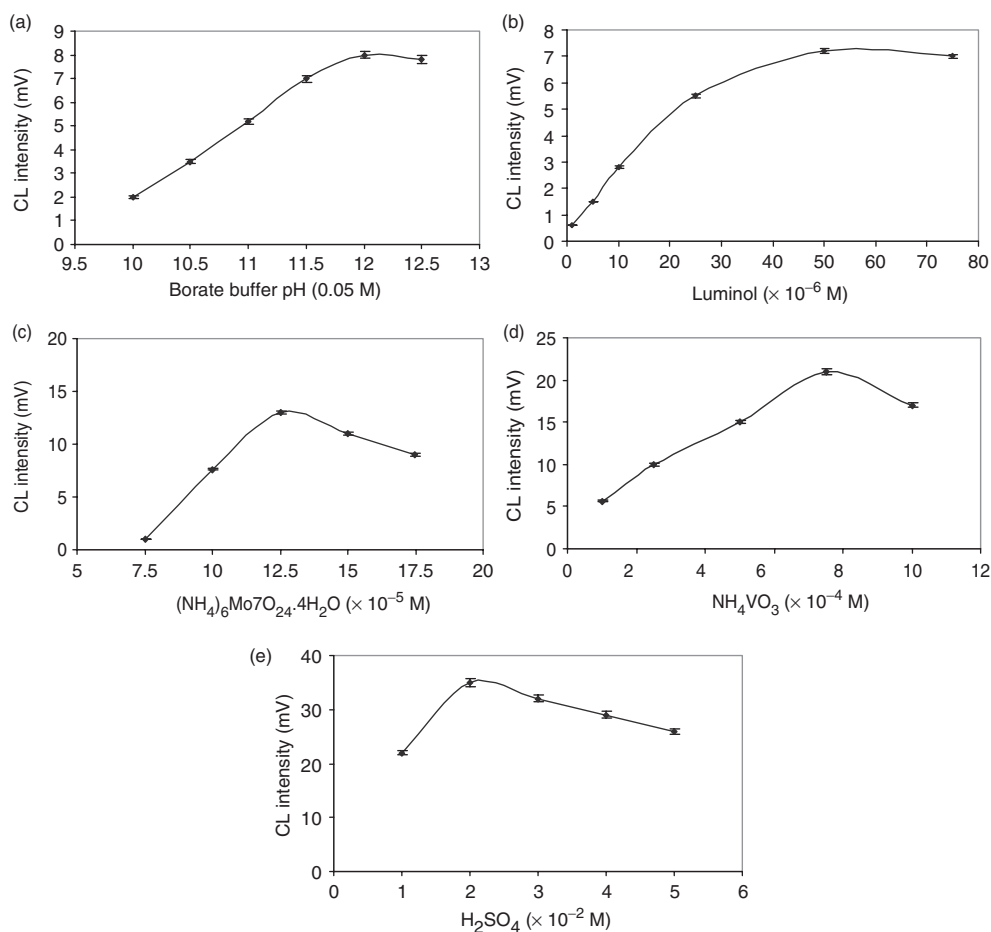 (a)
CL intensity (mV)
9
8
7
6
5
4
3
2
1
0
9.5 10 10.5 11 11.5 12 12.5 13
Borate buffer pH (0.05 M)
(b)
CL intensity (mV)
8
7
6
5
4
3
2
1
0
0 10 20 30 40 50 60 70 80
Luminol (× 10⁻⁶ M)
(c)
CL intensity (mV)
20
15
10
5
0
5 7.5 10 12.5 15 17.5 20
(NH₄)₆Mo7O₂₄.4H₂O (× 10⁻⁵ M)
(d)
CL intensity (mV)
25
20
15
10
5
0
0 2 4 6 8 10 12
NH₄VO₃ (× 10⁻⁴ M)
(e)
CL intensity (mV)
40
30
20
10
0
0 1 2 3 4 5 6
H₂SO₄ (× 10⁻² M)